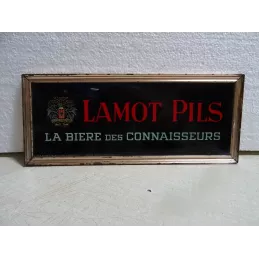 LAMOT PILS
LA BIERE DES CONNAISSEURS